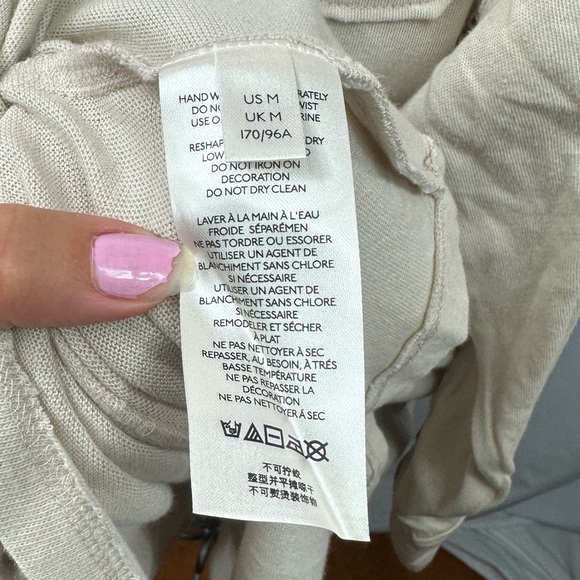 US M
UK M
170/96A
HAND W RATELY
DO NO WIST
USE O RINE
RESHAP DRY
LOW
DO NOT IRON ON
DECORATION
DO NOT DRY CLEAN
LAVER À LA MAIN À L'EAU
FROIDE SÉPARÉMEN
NE PAS TORDRE OU ESSORER
UTILISER UN AGENT DE
BLANCHIMENT SANS CHLORE
SI NÉCESSAIRE
UTILISER UN AGENT DE
BLANCHIMENT SANS CHLORE
SI NÉCESSAIRE
REMODELER ET SÉCHER
À PLAT
NE PAS NETTOYER À SEC
REPASSER, AU BESOIN, À TRÉS
BASSE TEMPÉRATURE
NE PAS REPASSER LA
DÉCORATION
NE PAS NETTOYER Á SEC
不可拧绞
整型并平摊晾干
不可熨烫装饰物